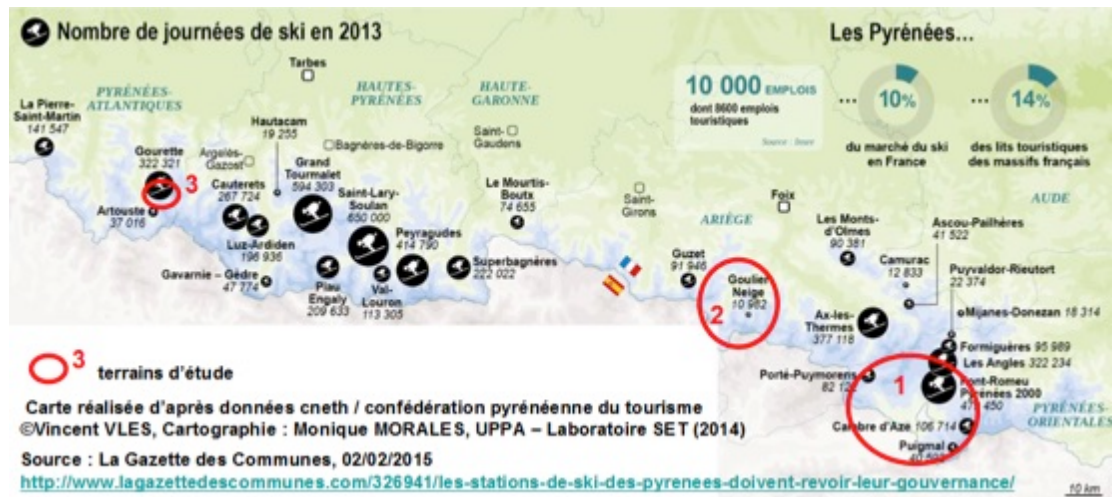 Nombre de journées de ski en 2013
Les Pyrénées...
Tarbes
PYRÉNÉES-
ATLANTIQUES
HAUTES-
PYRÉNÉES
HAUTE-
GARONNE
10 000 EMPLOIS
dont 8600 emplois
touristiques
Source : Insee
... 10%
du marché du ski
en France
... 14%
des lits touristiques
des massifs français
La Pierre-
Saint-Martin
141 547
Hautacam
19 255
Gourette
322 321
Argelès-
Gazost
Bagnères-de-Bigorre
Saint-
Gaudens
3
Cauterets
267 724
Grand
Tourmalet
594 303
Saint-Lary-
Soulan
650 000
Le Mourtis-
Boutx
74 655
Saint-
Girons
Foix
ARIÈGE
AUDE
Artouste
37 016
Luz-Ardiden
196 936
Peyragudes
414 790
Les Monts-
d'Olmes
90 381
Ascou-Pailhères
41 522
Gavarnie – Gèdre
47 774
Piau
Engaly
209 633
Val-
Louron
113 305
Superbagnères
222 022
Guzet
91 946
Goulier
Neige
10 982
2
Camurac
12 833
Puyvaldor-Rieutort
22 374
Mijanes-Donezan 18 314
Ax-les-
Thermes
377 118
Formiguères 95 989
Les Angles 322 234
Porté-Puymorens
82
1
Font-Romeu
Pyrénées 2000
450
Cambre d'Aze 106 714
PYRÉNÉES-
ORIENTALES
Puigmal
3
terrains d'étude
Carte réalisée d'après données cneth / confédération pyrénéenne du tourisme
©Vincent VLES, Cartographie : Monique MORALES, UPPA – Laboratoire SET (2014)
Source : La Gazette des Communes, 02/02/2015
http://www.lagazettedescommunes.com/326941/les-stations-de-ski-des-pyrenees-doivent-revoir-leur-gouvernance/
10 km